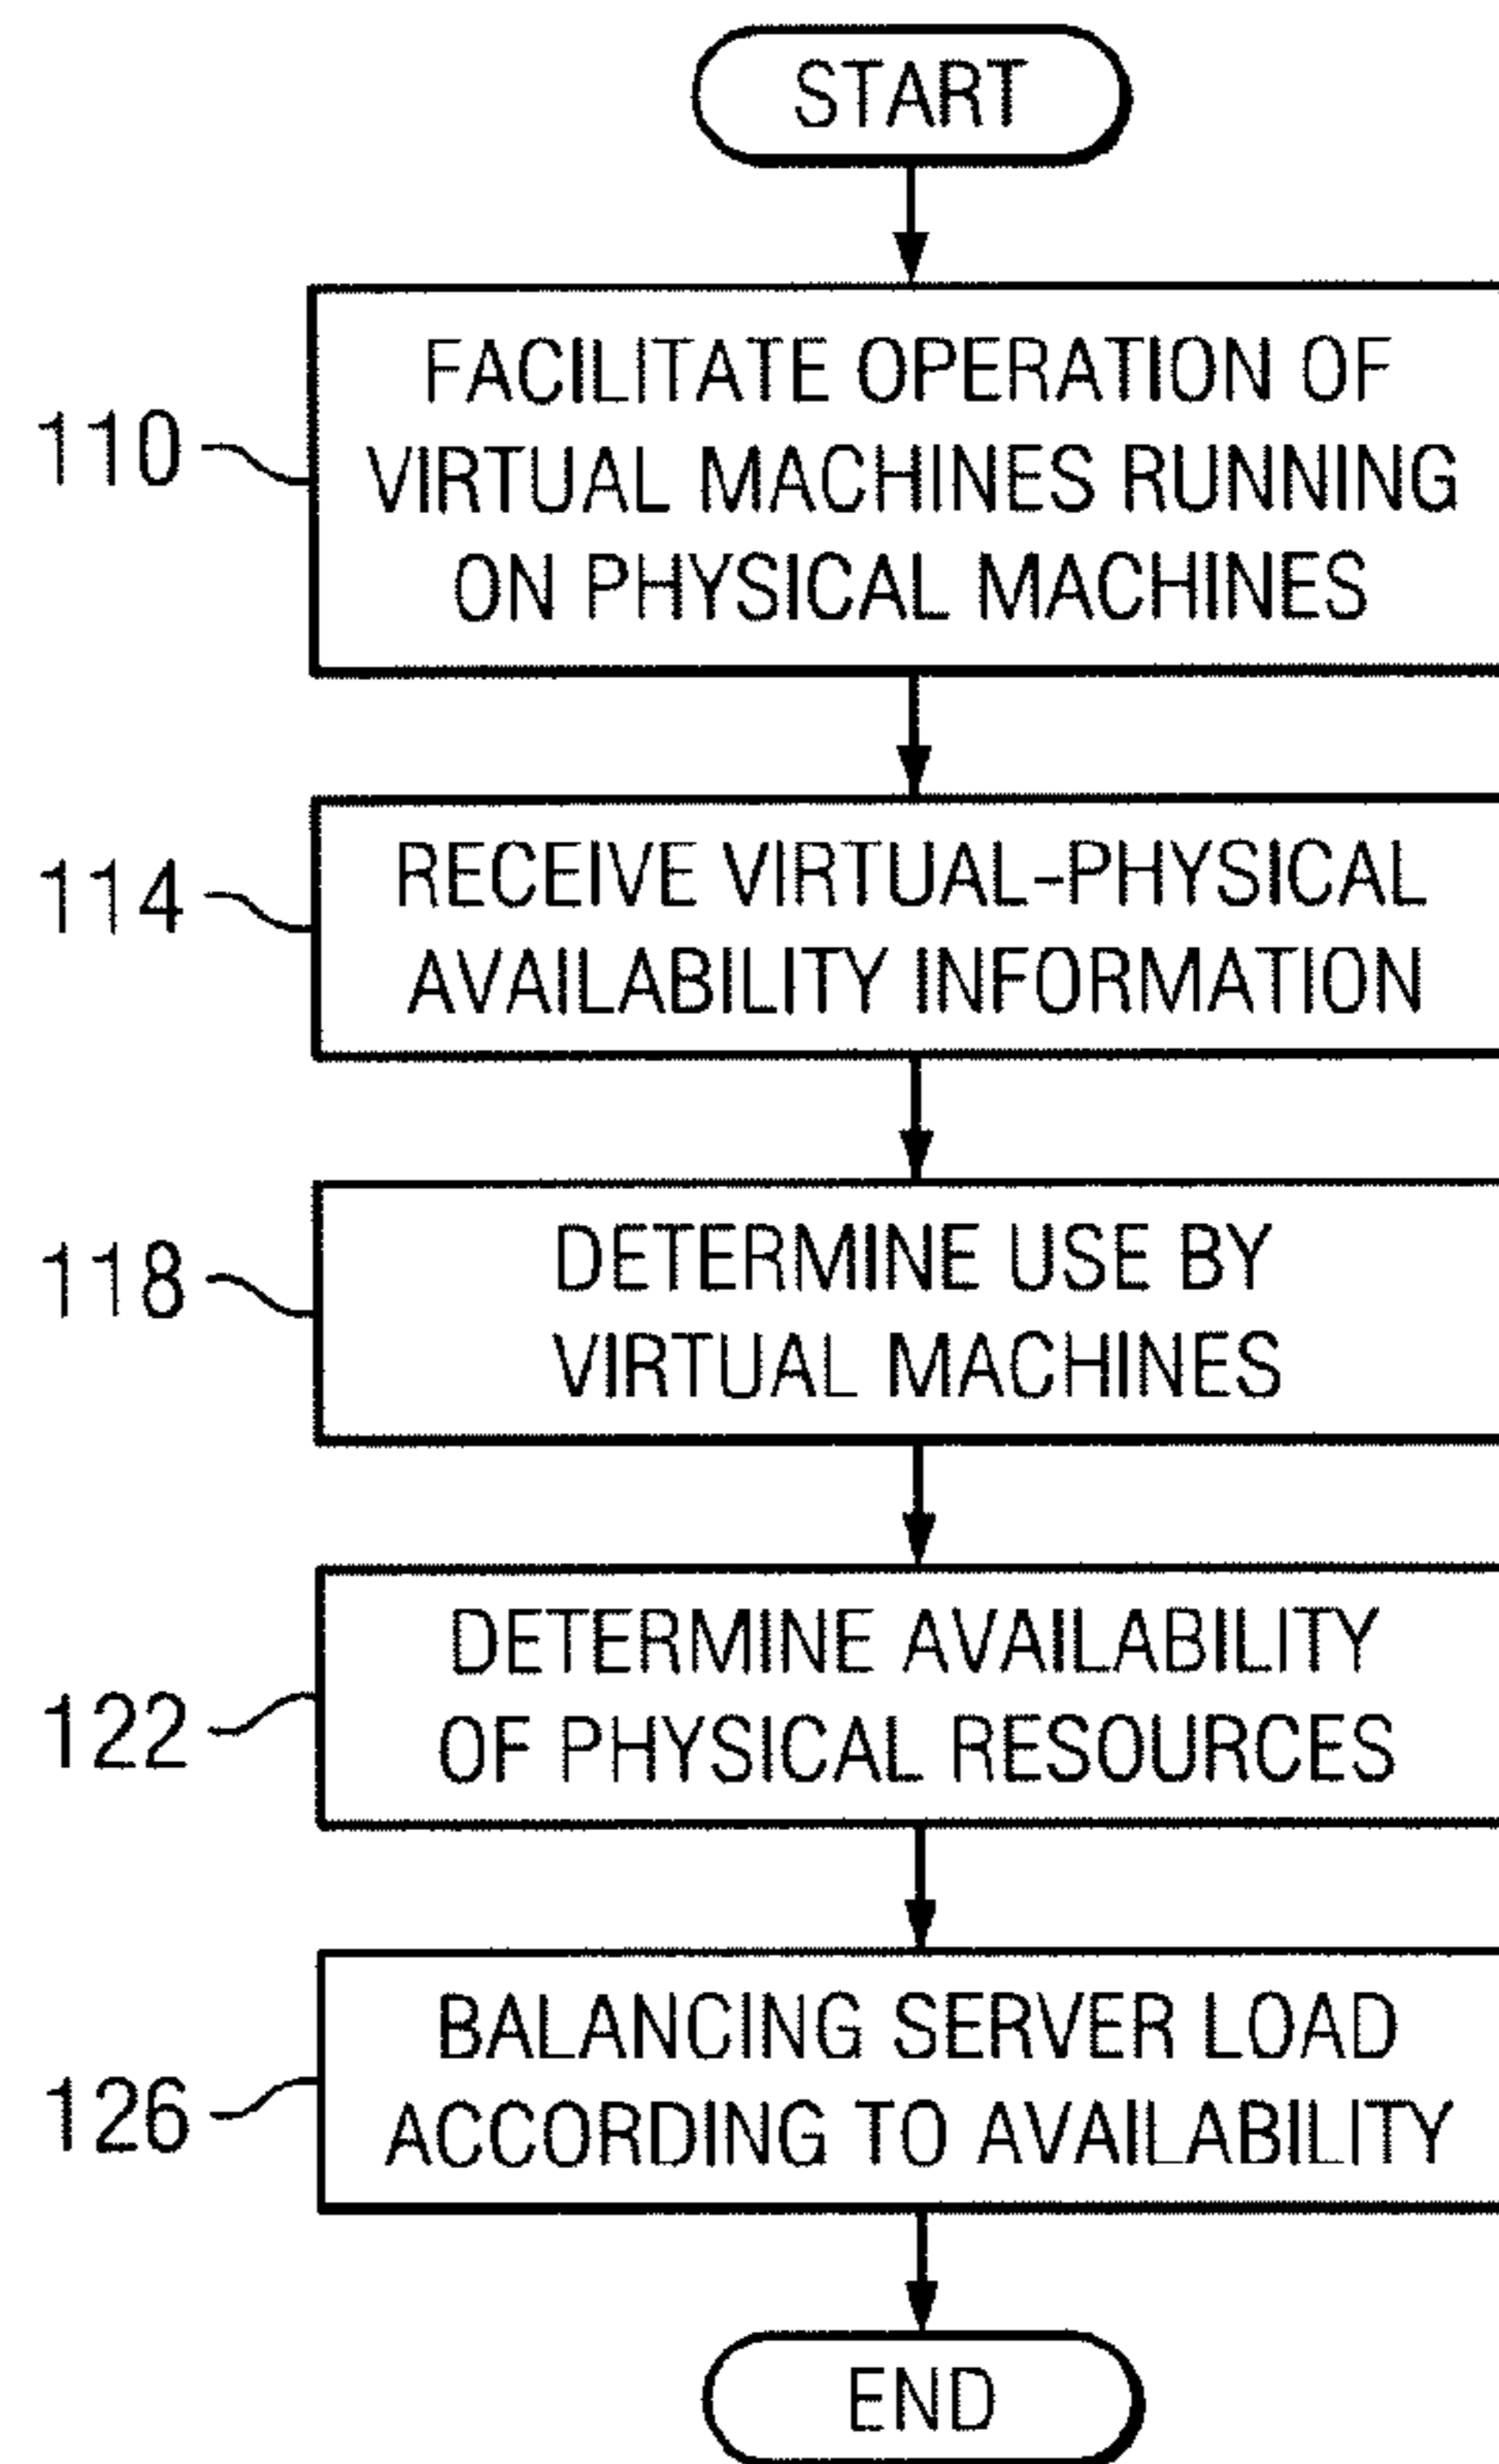 START
110
FACILITATE OPERATION OF
VIRTUAL MACHINES RUNNING
ON PHYSICAL MACHINES
114
RECEIVE VIRTUAL-PHYSICAL
AVAILABILITY INFORMATION
118
DETERMINE USE BY
VIRTUAL MACHINES
122
DETERMINE AVAILABILITY
OF PHYSICAL RESOURCES
126
BALANCING SERVER LOAD
ACCORDING TO AVAILABILITY
END